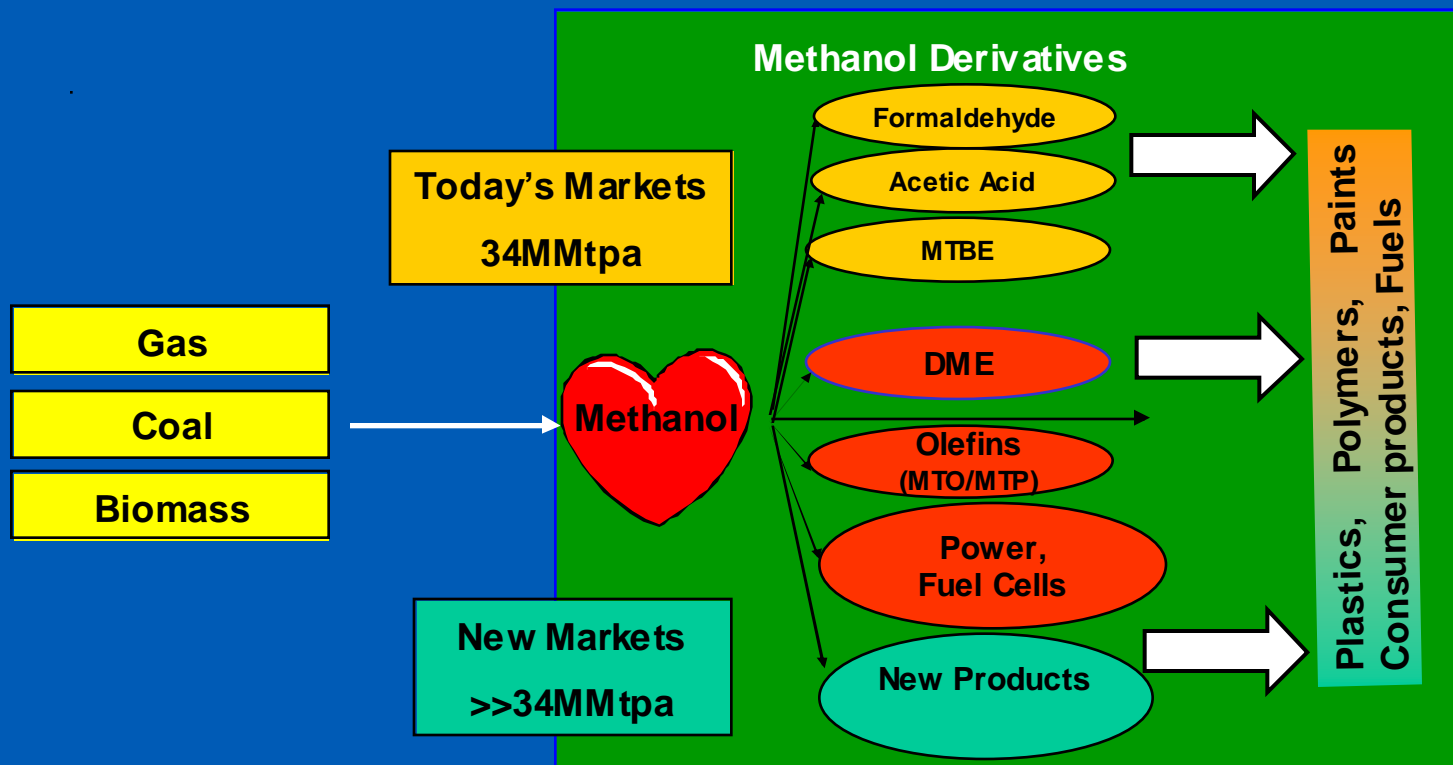 Methanol Derivatives
Formaldehyde
Today's Markets
34MMtpa
Acetic Acid
MTBE
Gas
Coal
Biomass
Methanol
DME
Olefins
(MTO/MTP)
Power,
Fuel Cells
New Markets
>>34MMtpa
New Products
Plastics, Polymers, Paints
Consumer products, Fuels